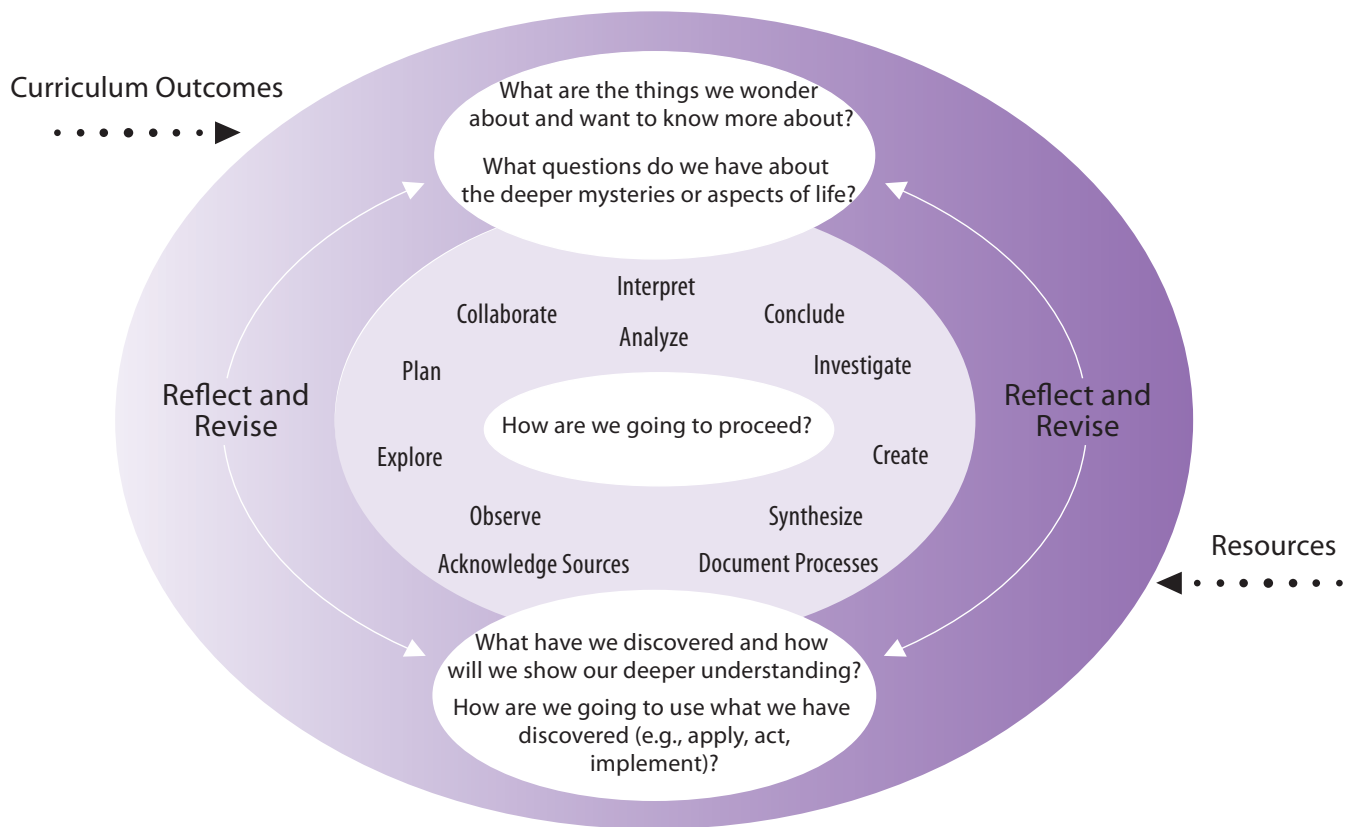 Curriculum Outcomes
What are the things we wonder
about and want to know more about?
What questions do we have about
the deeper mysteries or aspects of life?
Interpret
Collaborate
Conclude
Analyze
Plan
Investigate
Reflect and
Revise
How are we going to proceed?
Reflect and
Revise
Explore
Create
Observe
Synthesize
Acknowledge Sources
Document Processes
Resources
What have we discovered and how
will we show our deeper understanding?
How are we going to use what we have
discovered (e.g., apply, act,
implement)?